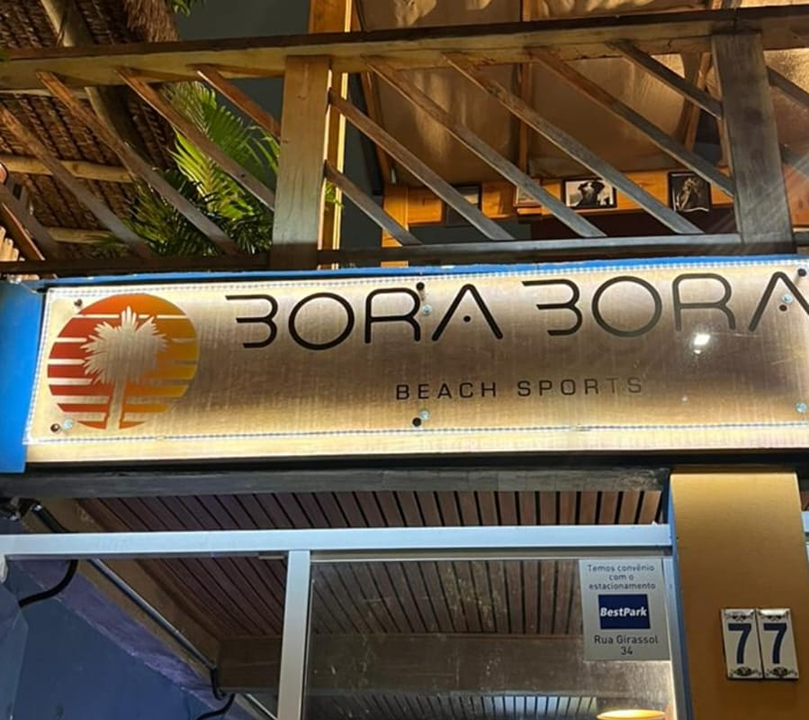 BORA BORA
BEACH SPORTS
Temos convênio
com o
estacionamento
BestPark
Rua Girassol
34
77